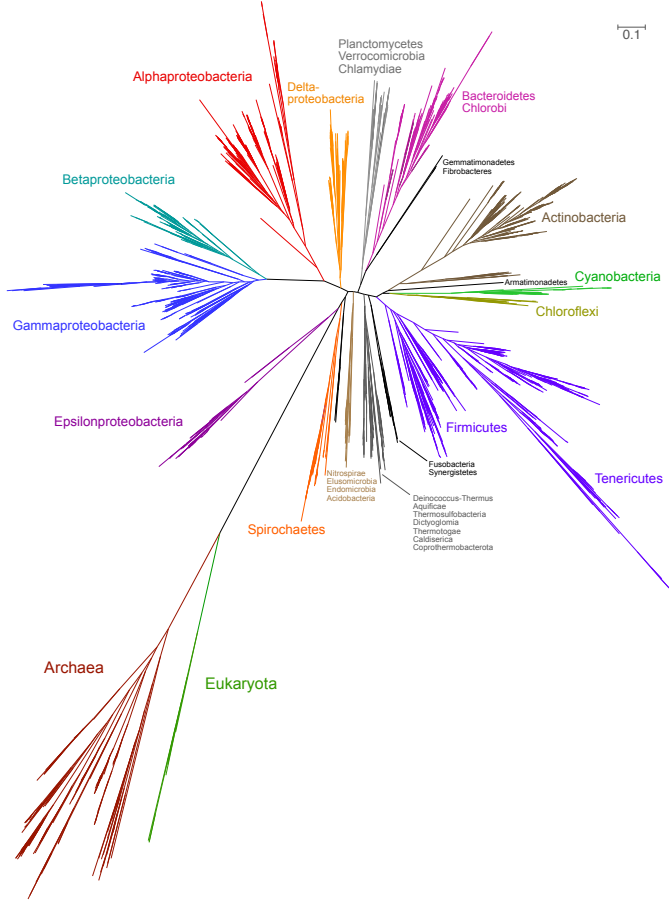 0.1
Planctomycetes
Verrocomicrobia
Chlamydiae
Alphaproteobacteria
Delta-
proteobacteria
Bacteroidetes
Chlorobi
Gemmatimonadetes
Fibrobacteres
Betaproteobacteria
Actinobacteria
Cyanobacteria
Armatimonadetes
Chloroflexi
Gammaproteobacteria
Epsilonproteobacteria
Firmicutes
Fusobacteria
Synergistetes
Nitrospirae
Elusomicrobia
Endomicrobia
Acidobacteria
Tenericutes
Deinococcus-Thermus
Aquificae
Thermosulfobacteria
Dictyoglomia
Thermotogae
Caldiserica
Coprothermobacterota
Spirochaetes
Archaea
Eukaryota